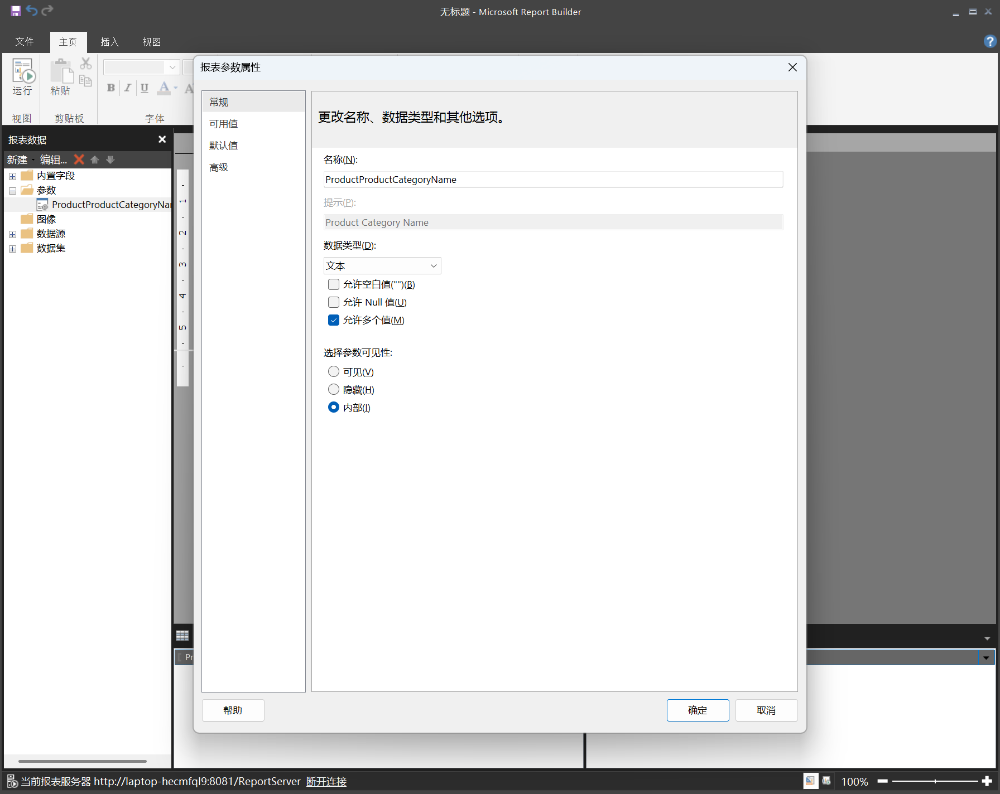 无标题 - Microsoft Report Builder
文件
主页
插入
视图
运行
粘贴
B I U A A
视图
剪贴板
字体
报表数据
新建
编辑...
内置字段
参数
ProductProductCategoryNar
图像
数据源
数据集
1
2
3
4
5
Pr
报表参数属性
常规
可用值
默认值
高级
更改名称、数据类型和其他选项。
名称(N):
ProductProductCategoryName
提示(P):
Product Category Name
数据类型(D):
文本
允许空白值("")(B)
允许 Null 值(U)
允许多个值(M)
选择参数可见性:
可见(V)
隐藏(H)
内部(I)
帮助
确定
取消
当前报表服务器 http://laptop-hecmfql9:8081/ReportServer 断开连接
100%